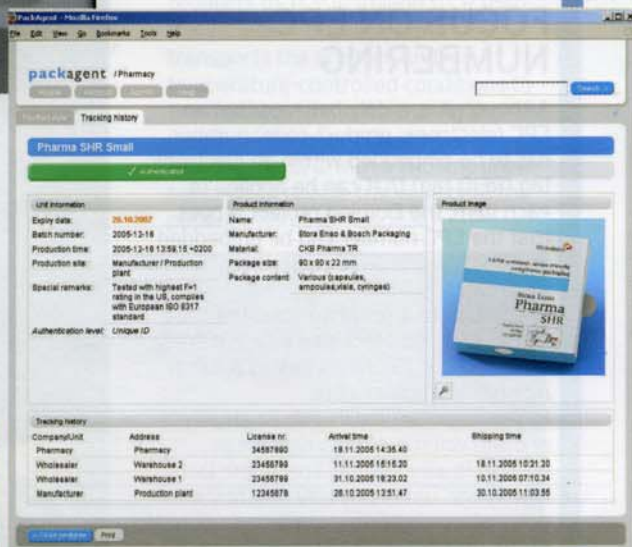 PackAgent - Mozilla Firefox
File Edit View Go Bookmarks Tools Help
packagent / Pharmacy
Search
Tracking history
Pharma SHR Small
✓ Authenticated
Unit information
Expiry date: 28.10.2007
Batch number: 2005-12-16
Production time: 2005-12-16 13:59,15 +0200
Production site: Manufacturer / Production plant
Special remarks: Tested with highest F=1 rating in the US, complies with European ISO 8317 standard
Authentication level: Unique ID
Product information
Name: Pharma SHR Small
Manufacturer: Stora Enso & Bosch Packaging
Material: CKB Pharma TR
Package size: 90 x 90 x 22 mm
Package content: Various (capsules, ampoules,vials, cyringes)
Product image
Stora Enso
Pharma
SHR
Tracking history
Company/Unit Address License nr. Arrival time Shipping time
Pharmacy Pharmacy 34567890 19.11.2005 14:35.40
Wholesaler Warehouse 2 23456789 11.11.2005 15:15.20 18.11.2005 10:21.20
Wholesaler Warehouse 1 23456789 31.10.2005 18:23.02 10.11.2005 07:10.34
Manufacturer Production plant 12345678 28.10.2005 13:51.47 30.10.2005 11:03.55
Print